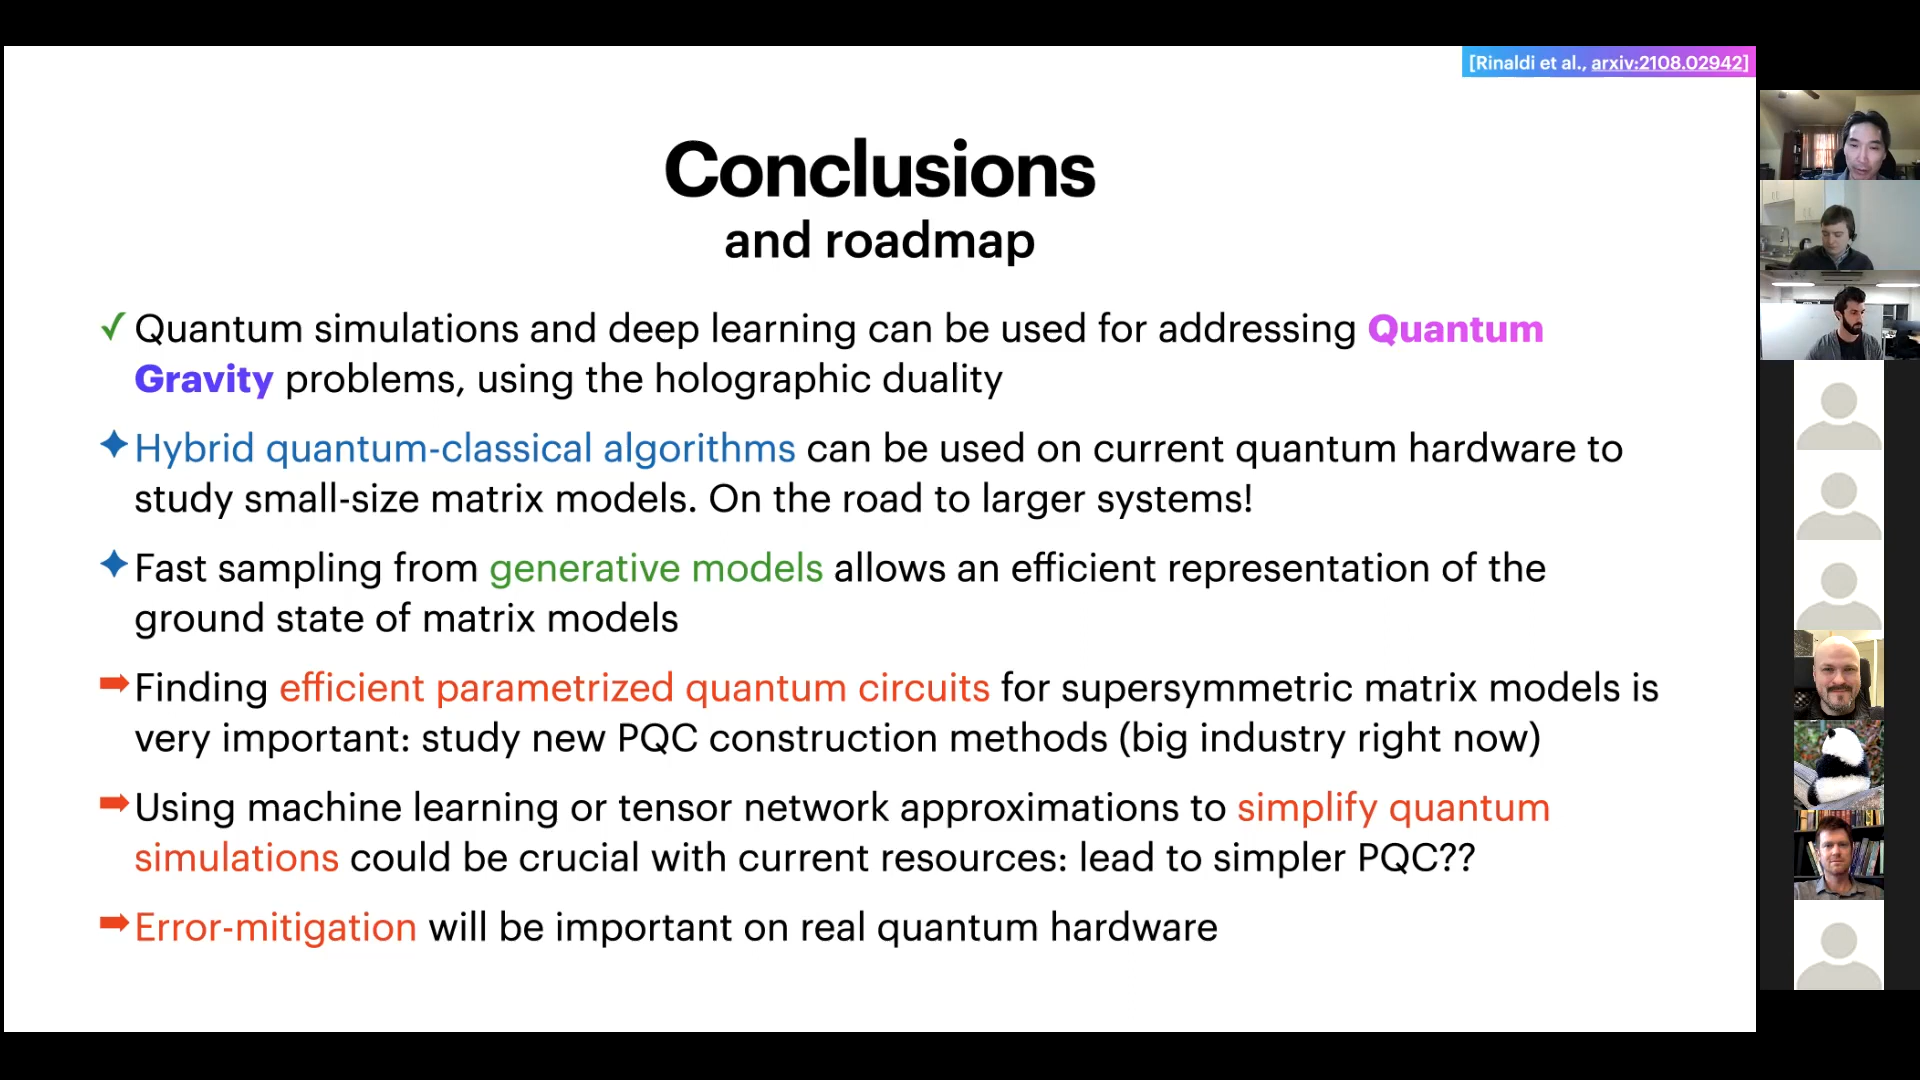 [Rinaldi et al., arxiv:2108.02942]
Conclusions
and roadmap
✓ Quantum simulations and deep learning can be used for addressing Quantum
Gravity problems, using the holographic duality
✦ Hybrid quantum-classical algorithms can be used on current quantum hardware to
study small-size matrix models. On the road to larger systems!
✦ Fast sampling from generative models allows an efficient representation of the
ground state of matrix models
➡ Finding efficient parametrized quantum circuits for supersymmetric matrix models is
very important: study new PQC construction methods (big industry right now)
➡ Using machine learning or tensor network approximations to simplify quantum
simulations could be crucial with current resources: lead to simpler PQC??
➡ Error-mitigation will be important on real quantum hardware